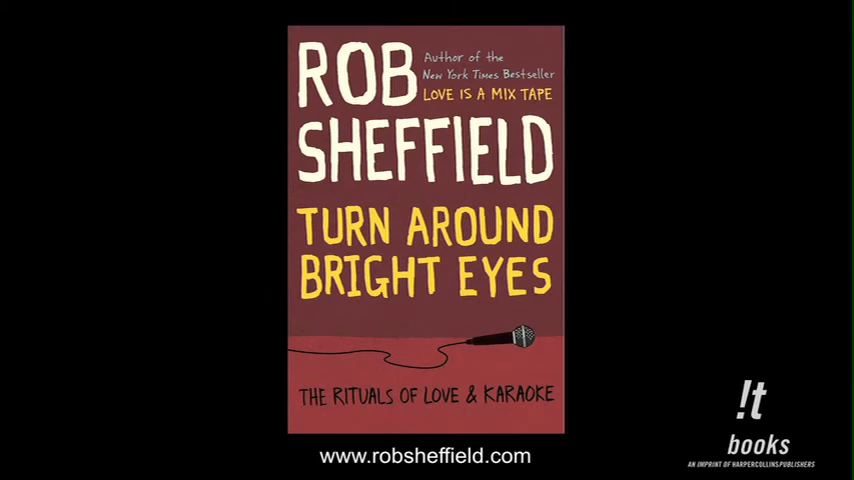 ROB
Author of the
New York Times Bestseller
LOVE IS A MIX TAPE
SHEFFIELD
TURN AROUND
BRIGHT EYES
THE RITUALS OF LOVE & KARAOKE
www.robsheffield.com
!t
books
AN IMPRINT OF HARPERCOLLINSPUBLISHERS